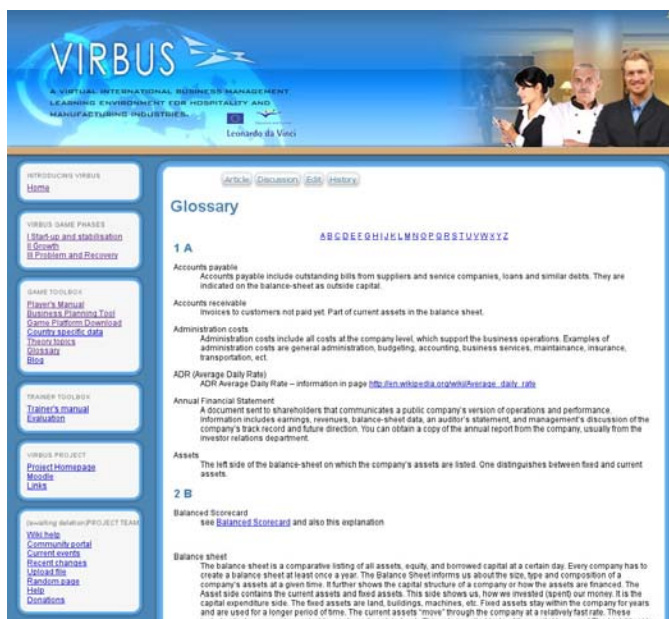 VIRBUS
A VIRTUAL INTERNATIONAL BUSINESS MANAGEMENT
LEARNING ENVIRONMENT FOR HOSPITALITY AND
MANUFACTURING INDUSTRIES.
Leonardo da Vinci
INTRODUCING VIRBUS
Home
VIRBUS GAME PHASES
I Start-up and stabilisation
II Growth
III Problem and Recovery
GAME TOOLBOX
Player's Manual
Business Planning Tool
Game Platform Download
Country specific data
Theory topics
Glossary
Blog
TRAINER TOOLBOX
Trainer's manual
Evaluation
VIRBUS PROJECT
Project Homepage
Moodle
Links
(awaiting deletion)PROJECT TEAM
Wiki help
Community portal
Current events
Recent changes
Upload file
Random page
Help
Donations
Article Discussion Edit History
Glossary
A B C D E F G H I J K L M N O P Q R S T U V W X Y Z
1 A
Accounts payable
Accounts payable include outstanding bills from suppliers and service companies, loans and similar debts. They are
indicated on the balance-sheet as outside capital.
Accounts receivable
Invoices to customers not paid yet. Part of current assets in the balance sheet.
Administration costs
Administration costs include all costs at the company level, which support the business operations. Examples of
administration costs are general administration, budgeting, accounting, business services, maintainance, insurance,
transportation, ect.
ADR (Average Daily Rate)
ADR Average Daily Rate – information in page http://en.wikipedia.org/wiki/Average_daily_rate
Annual Financial Statement
A document sent to shareholders that communicates a public company's version of operations and performance.
Information includes earnings, revenues, balance-sheet data, an auditor's statement, and management's discussion of the
company's track record and future direction. You can obtain a copy of the annual report from the company, usually from the
investor relations department.
Assets
The left side of the balance-sheet on which the company's assets are listed. One distinguishes between fixed and current
assets.
2 B
Balanced Scorecard
see Balanced Scorecard and also this explanation
Balance sheet
The balance sheet is a comparative listing of all assets, equity, and borrowed capital at a certain day. Every company has to
create a balance sheet at least once a year. The Balance Sheet informs us about the size, type and composition of a
company's assets at a given time. It further shows the capital structure of a company or how the assets are financed. The
Asset side contains the current assets and fixed assets. This side shows us, how we invested (spent) our money. It is the
capital expenditure side. The fixed assets are land, buildings, machines, etc. Fixed assets stay within the company for years
and are used for a longer period of time. The current assets "move" through the company at a relatively fast rate. These